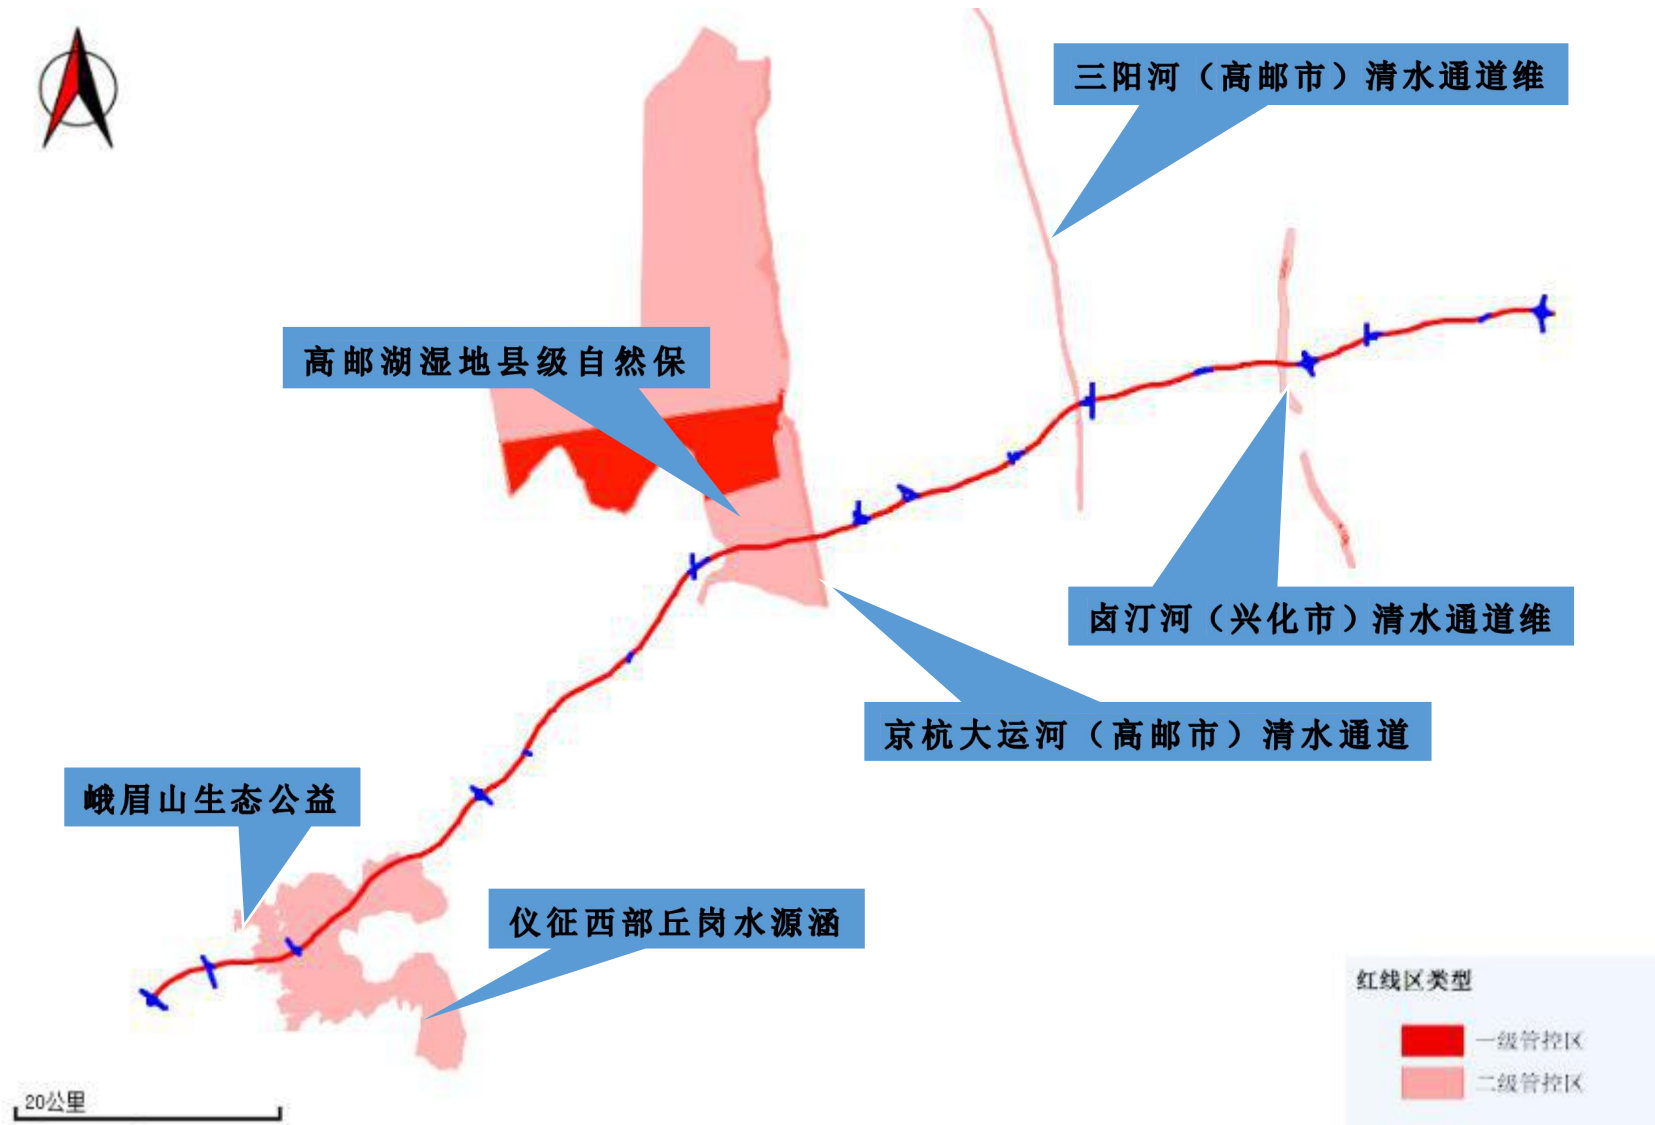 三阳河（高邮市）清水通道维
高邮湖湿地县级自然保
卤汀河（兴化市）清水通道维
京杭大运河（高邮市）清水通道
峨眉山生态公益
仪征西部丘岗水源涵
红线区类型
一级管控区
二级管控区
20公里